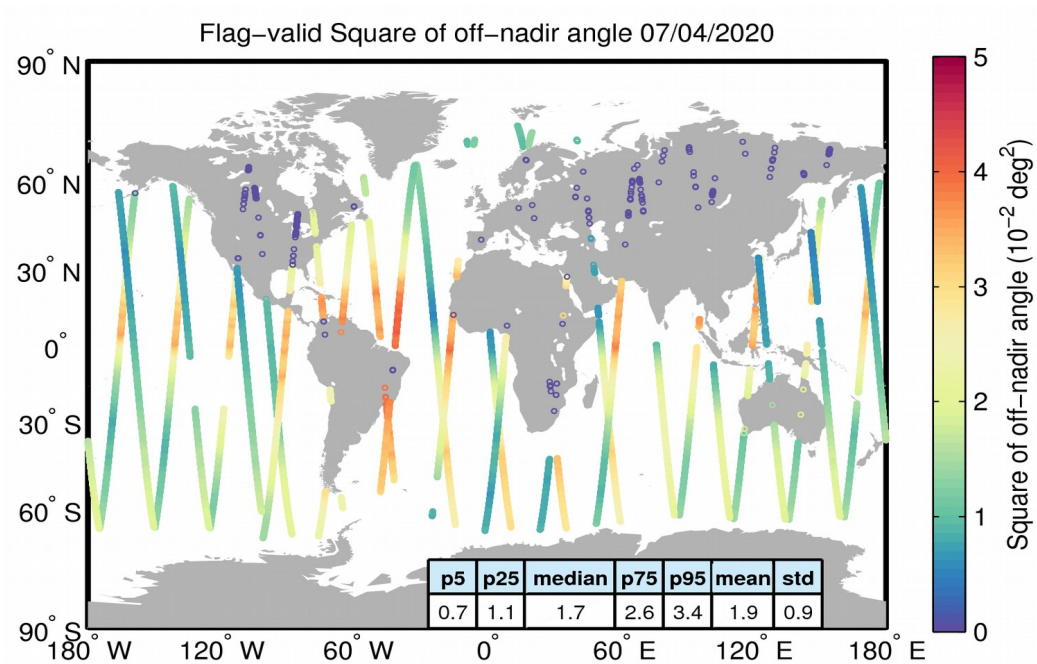 Flag−valid Square of off−nadir angle 07/04/2020
90° N
60° N
30° N
0°
30° S
60° S
90° S
180° W
120° W
60° W
0°
60° E
120° E
180° E
5
4
3
2
1
0
Square of off−nadir angle (10⁻² deg²)
p5 p25 median p75 p95 mean std
0.7 1.1 1.7 2.6 3.4 1.9 0.9